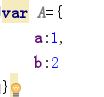 var A={
a:1,
b:2
}